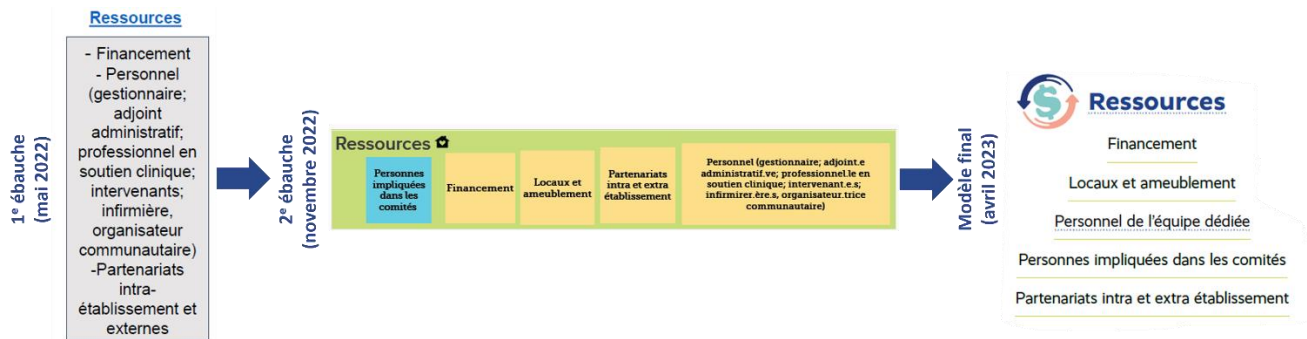 1e ébauche
(mai 2022)
Ressources
- Financement
- Personnel
(gestionnaire;
adjoint
administratif;
professionnel en
soutien clinique;
intervenants;
infirmière,
organisateur
communautaire)
-Partenariats
intra-
établissement et
externes
2e ébauche
(novembre 2022)
Ressources
Personnes
impliquées
dans les
comités
Financement
Locaux et
ameublement
Partenariats
intra et extra
établissement
Personnel (gestionnaire; adjoint.e
administratif.ve; professionnel.le en
soutien clinique; intervenant.e.s;
infirmirer.ère.s, organisateur.trice
communautaire)
Modèle final
(avril 2023)
$
Ressources
Financement
Locaux et ameublement
Personnel de l'équipe dédiée
Personnes impliquées dans les comités
Partenariats intra et extra établissement